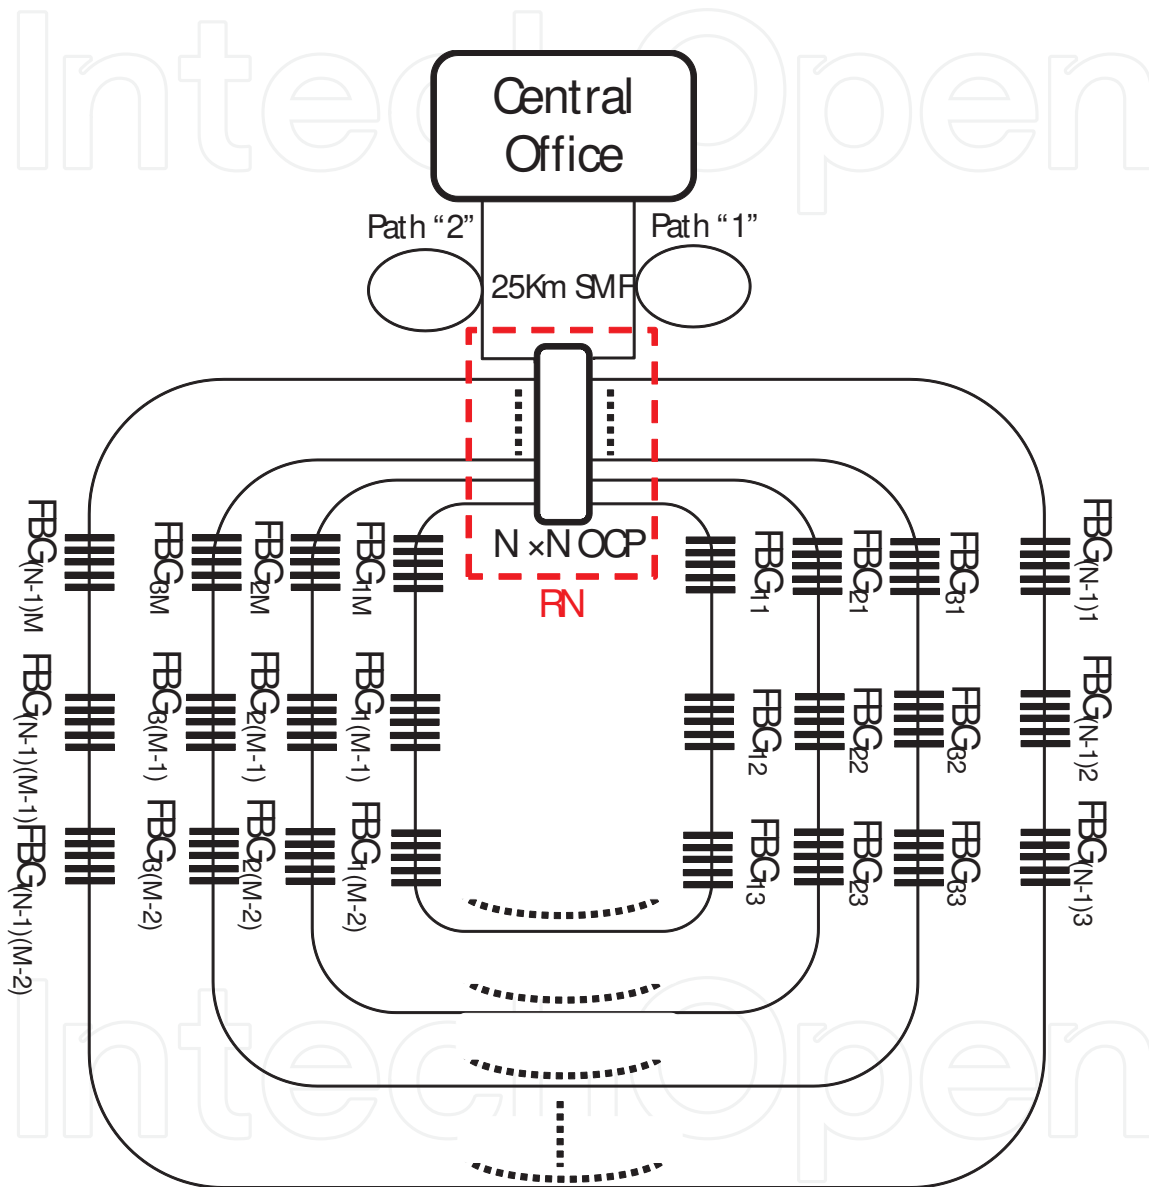 IntechOpen
Central
Office
Path “2”
Path “1”
25Km SMF
N ×N OCP
RN
FBG(N-1)M
FBG3M
FBG2M
FBG1M
FBG11
FBG21
FBG31
FBG(N-1)1
FBG(N-1)(M-1)
FBG3(M-1)
FBG2(M-1)
FBG1(M-1)
FBG12
FBG22
FBG32
FBG(N-1)2
FBG(N-1)(M-2)
FBG3(M-2)
FBG2(M-2)
FBG1(M-2)
FBG13
FBG23
FBG33
FBG(N-1)3
IntechOpen